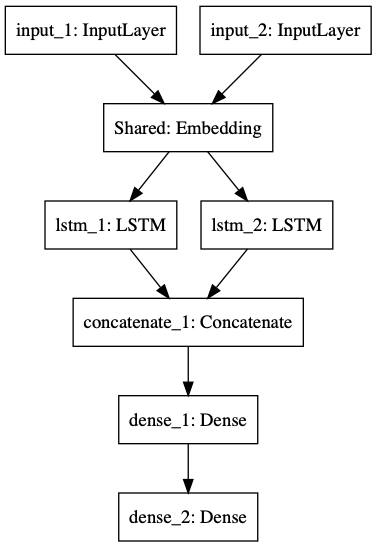 input_1: InputLayer
input_2: InputLayer
Shared: Embedding
lstm_1: LSTM
lstm_2: LSTM
concatenate_1: Concatenate
dense_1: Dense
dense_2: Dense